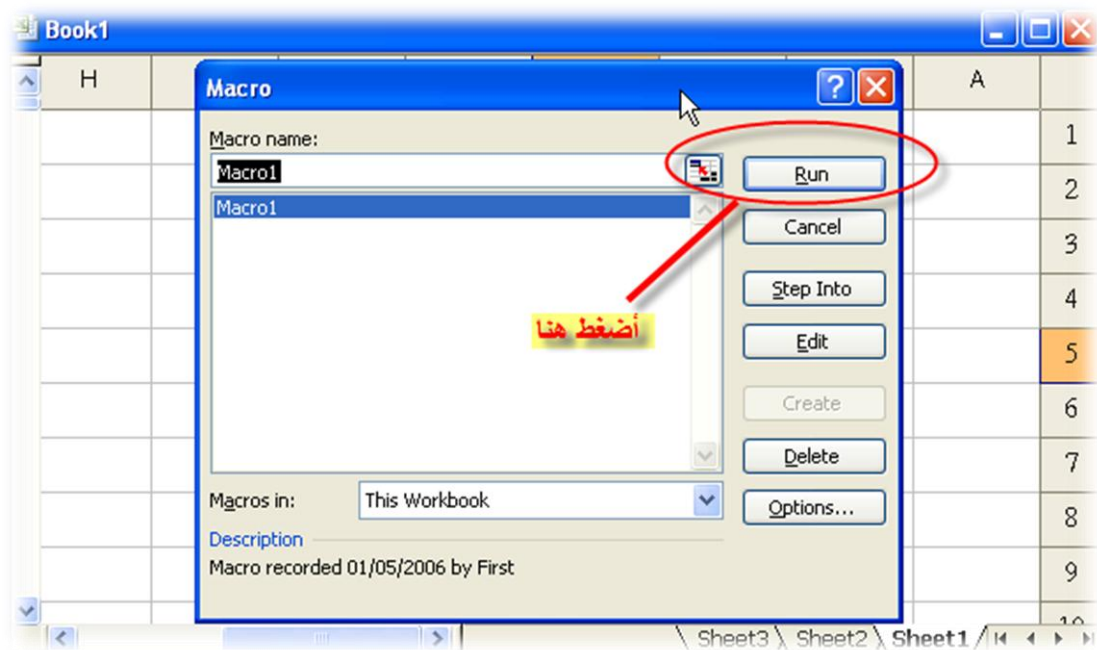 Book1
H
A
Macro
Macro name:
Macro1
Macro1
Run
Cancel
Step Into
Edit
Create
Delete
Options...
أضغط هنا
Macros in:
This Workbook
Description
Macro recorded 01/05/2006 by First
1
2
3
4
5
6
7
8
9
10
Sheet3
Sheet2
Sheet1